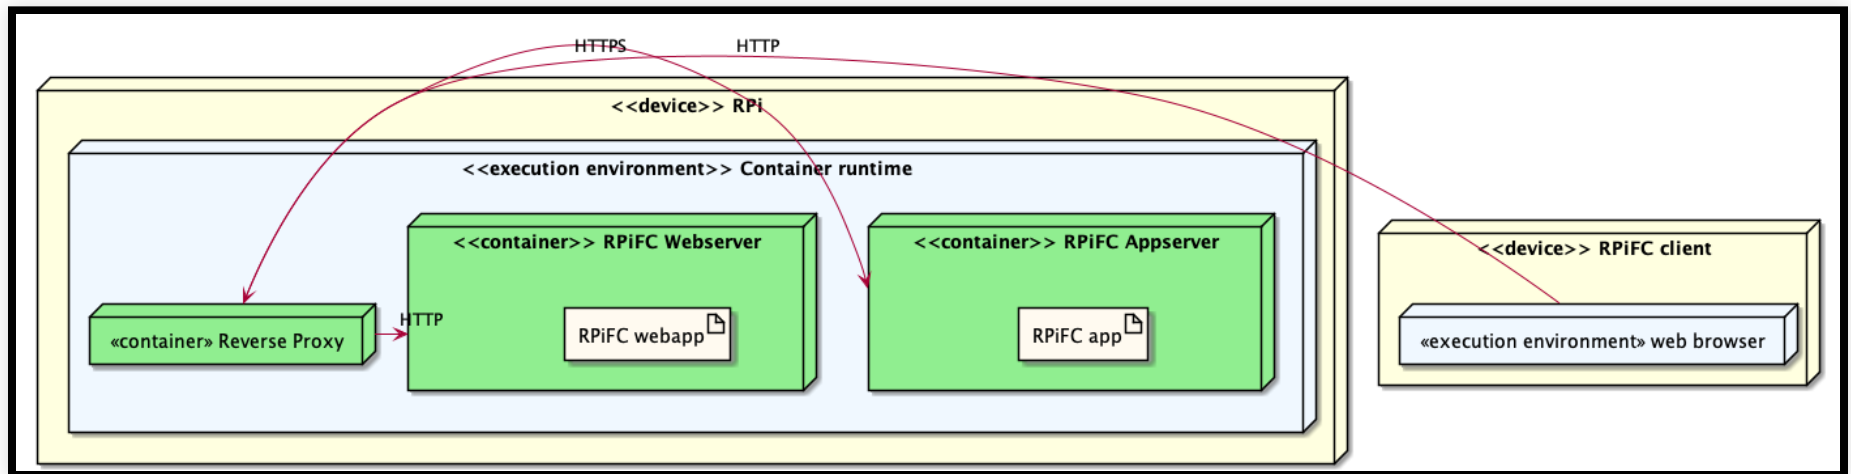 HTTPS
HTTP
<<device>> RPi
<<execution environment>> Container runtime
<<container>> RPiFC Webserver
<<container>> RPiFC Appserver
<<device>> RPiFC client
HTTP
«container» Reverse Proxy
RPiFC webapp
RPiFC app
«execution environment» web browser